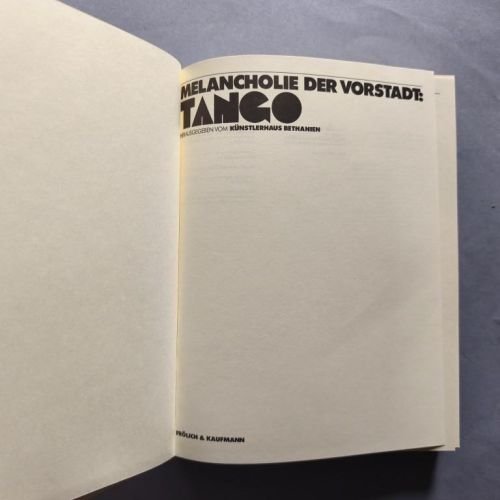 MELANCHOLIE DER VORSTADT:
TANGO
HERAUSGEGEBEN VOM KÜNSTLERHAUS BETHANIEN
FRÖLICH & KAUFMANN